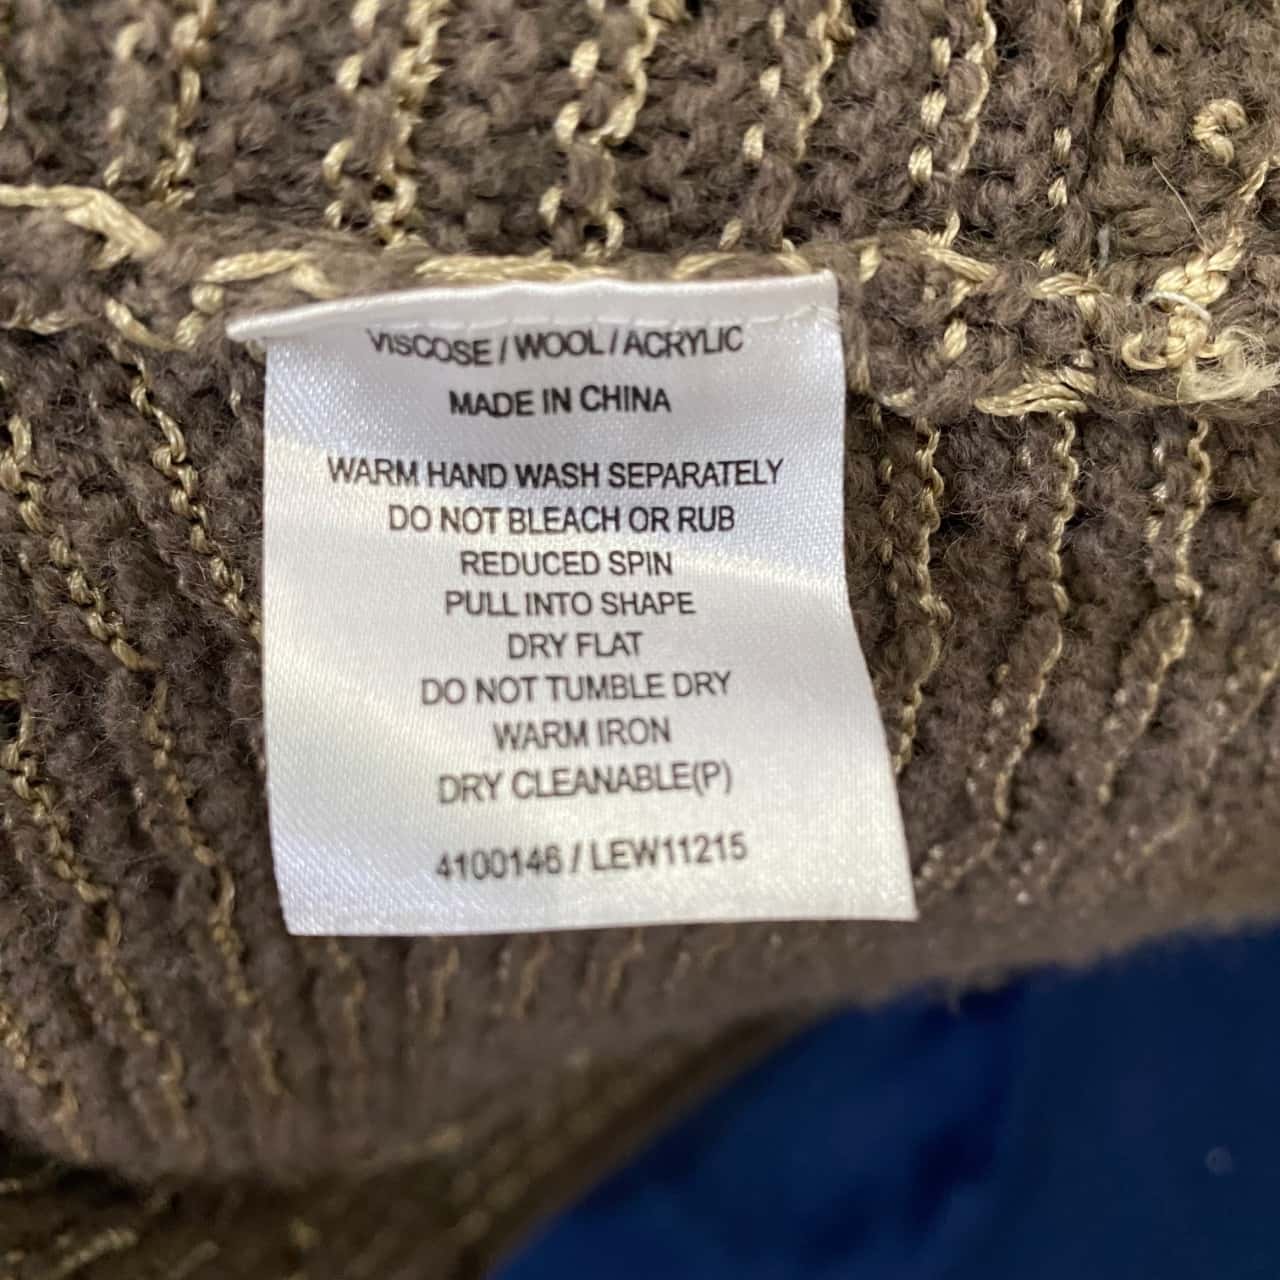 VISCOSE / WOOL / ACRYLIC
MADE IN CHINA
WARM HAND WASH SEPARATELY
DO NOT BLEACH OR RUB
REDUCED SPIN
PULL INTO SHAPE
DRY FLAT
DO NOT TUMBLE DRY
WARM IRON
DRY CLEANABLE(P)
4100146 / LEW11215